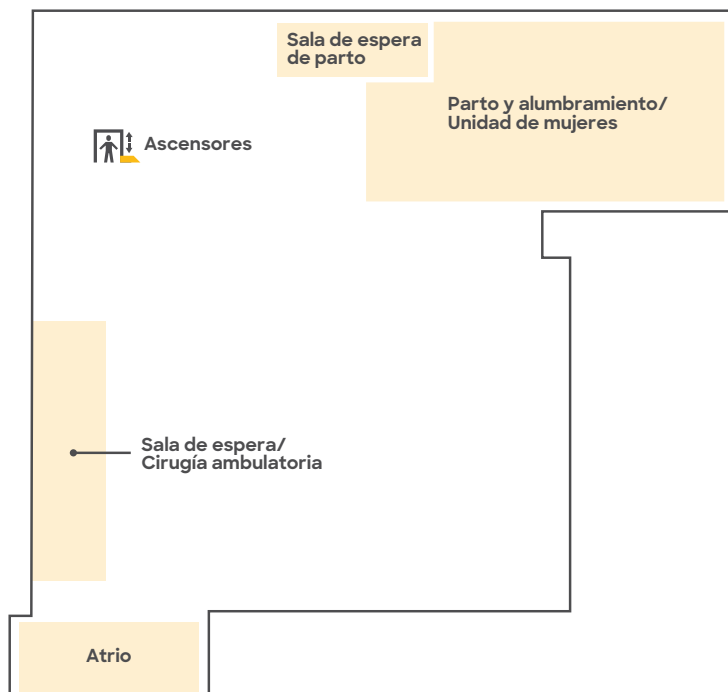 Sala de espera
de parto
Parto y alumbramiento/
Unidad de mujeres
Ascensores
Sala de espera/
Cirugía ambulatoria
Atrio